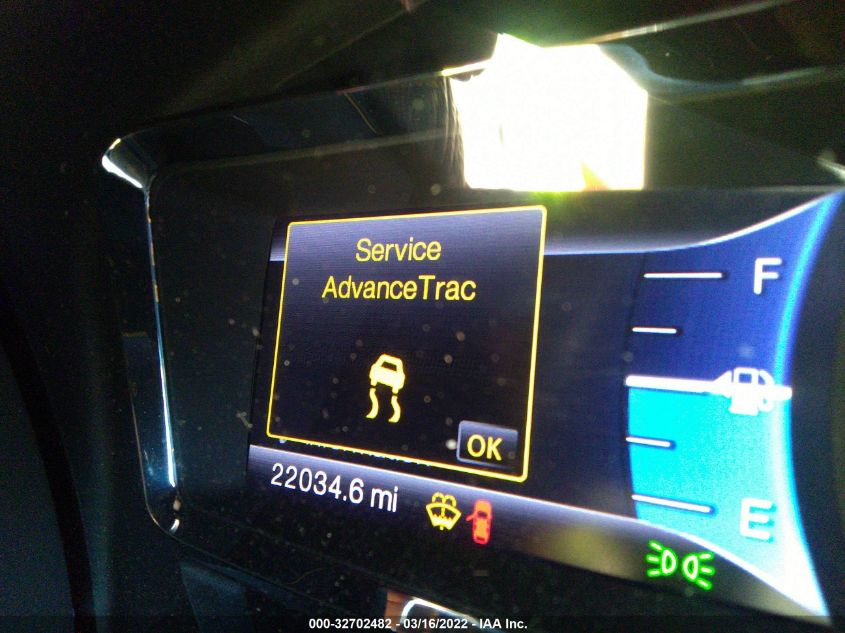 Service
AdvanceTrac
OK
F
E
22034.6 mi
000-32702482 - 03/16/2022 - IAA Inc.